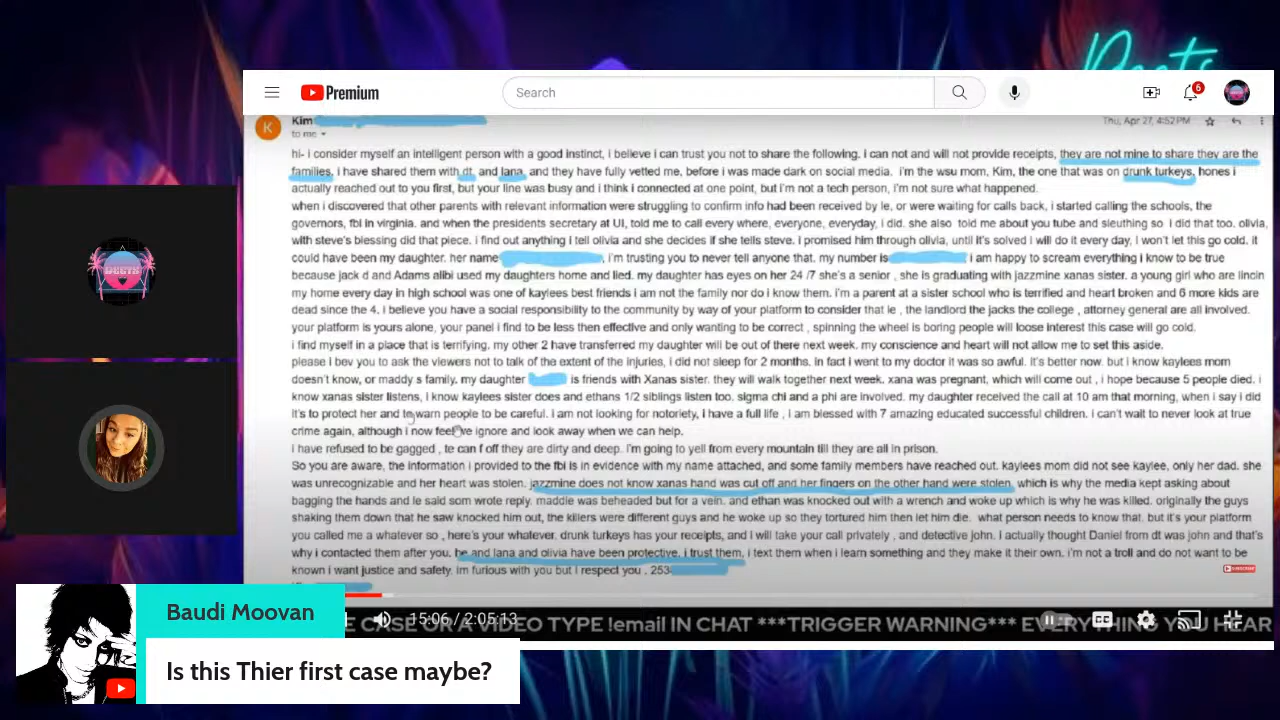 Deets
Premium
Search
6
K
Kim
Thu, Apr 27, 4:52 PM
to me
hi- i consider myself an intelligent person with a good instinct, i believe i can trust you not to share the following. i can not and will not provide receipts, they are not mine to share they are the
families, i have shared them with dt, and lana, and they have fully vetted me, before i was made dark on social media. i'm the wsu mom, Kim, the one that was on drunk turkeys, hones i
actually reached out to you first, but your line was busy and i think i connected at one point, but i'm not a tech person, i'm not sure what happened.
when i discovered that other parents with relevant information were struggling to confirm info had been received by le, or were waiting for calls back, i started calling the schools, the
governors, fbi in virginia. and when the presidents secretary at UI, told me to call every where, everyone, everyday, i did. she also told me about you tube and sleuthing so i did that too. olivia,
with steve's blessing did that piece. i find out anything i tell olivia and she decides if she tells steve. i promised him through olivia, until it's solved i will do it every day, i won't let this go cold. it
could have been my daughter. her name , i'm trusting you to never tell anyone that. my number is i am happy to scream everything i know to be true
because jack d and Adams alibi used my daughters home and lied. my daughter has eyes on her 24 /7 she's a senior , she is graduating with jazzmine xanas sister. a young girl who are lincin
my home every day in high school was one of kaylees best friends i am not the family nor do i know them. i'm a parent at a sister school who is terrified and heart broken and 6 more kids are
dead since the 4. i believe you have a social responsibility to the community by way of your platform to consider that le , the landlord the jacks the college , attorney general are all involved.
your platform is yours alone, your panel i find to be less then effective and only wanting to be correct , spinning the wheel is boring people will loose interest this case will go cold.
i find myself in a place that is terrifying. my other 2 have transferred my daughter will be out of there next week. my conscience and heart will not allow me to set this aside.
please i bev you to ask the viewers not to talk of the extent of the injuries, i did not sleep for 2 months. in fact i went to my doctor it was so awful. it's better now. but i know kaylees mom
doesn't know, or maddy s family. my daughter is friends with Xanas sister. they will walk together next week. xana was pregnant, which will come out , i hope because 5 people died. i
know xanas sister listens, i know kaylees sister does and ethans 1/2 siblings listen too. sigma chi and a phi are involved. my daughter received the call at 10 am that morning, when i say i did
it's to protect her and to warn people to be careful. i am not looking for notoriety, i have a full life , i am blessed with 7 amazing educated successful children. i can't wait to never look at true
crime again, although i now feel we ignore and look away when we can help.
i have refused to be gagged , te can f off they are dirty and deep. i'm going to yell from every mountain till they are all in prison.
So you are aware, the information i provided to the fbi is in evidence with my name attached, and some family members have reached out. kaylees mom did not see kaylee, only her dad. she
was unrecognizable and her heart was stolen. jazzmine does not know xanas hand was cut off and her fingers on the other hand were stolen, which is why the media kept asking about
bagging the hands and le said som wrote reply. maddie was beheaded but for a vein. and ethan was knocked out with a wrench and woke up which is why he was killed. originally the guys
shaking them down that he saw knocked him out, the killers were different guys and he woke up so they tortured him then let him die. what person needs to know that. but it's your platform
you called me a whatever so , here's your whatever. drunk turkeys has your receipts, and i will take your call privately , and detective john. i actually thought Daniel from dt was john and that's
why i contacted them after you. he and lana and olivia have been protective. i trust them, i text them when i learn something and they make it their own. i'm not a troll and do not want to be
known i want justice and safety. im furious with you but I respect you , 253
SUBSCRIBE
15:06 / 2:05:13
E CASE OR A VIDEO TYPE !email IN CHAT ***TRIGGER WARNING*** EVERYTHING YOU HEAR
DEETS
Baudi Moovan
Is this Thier first case maybe?